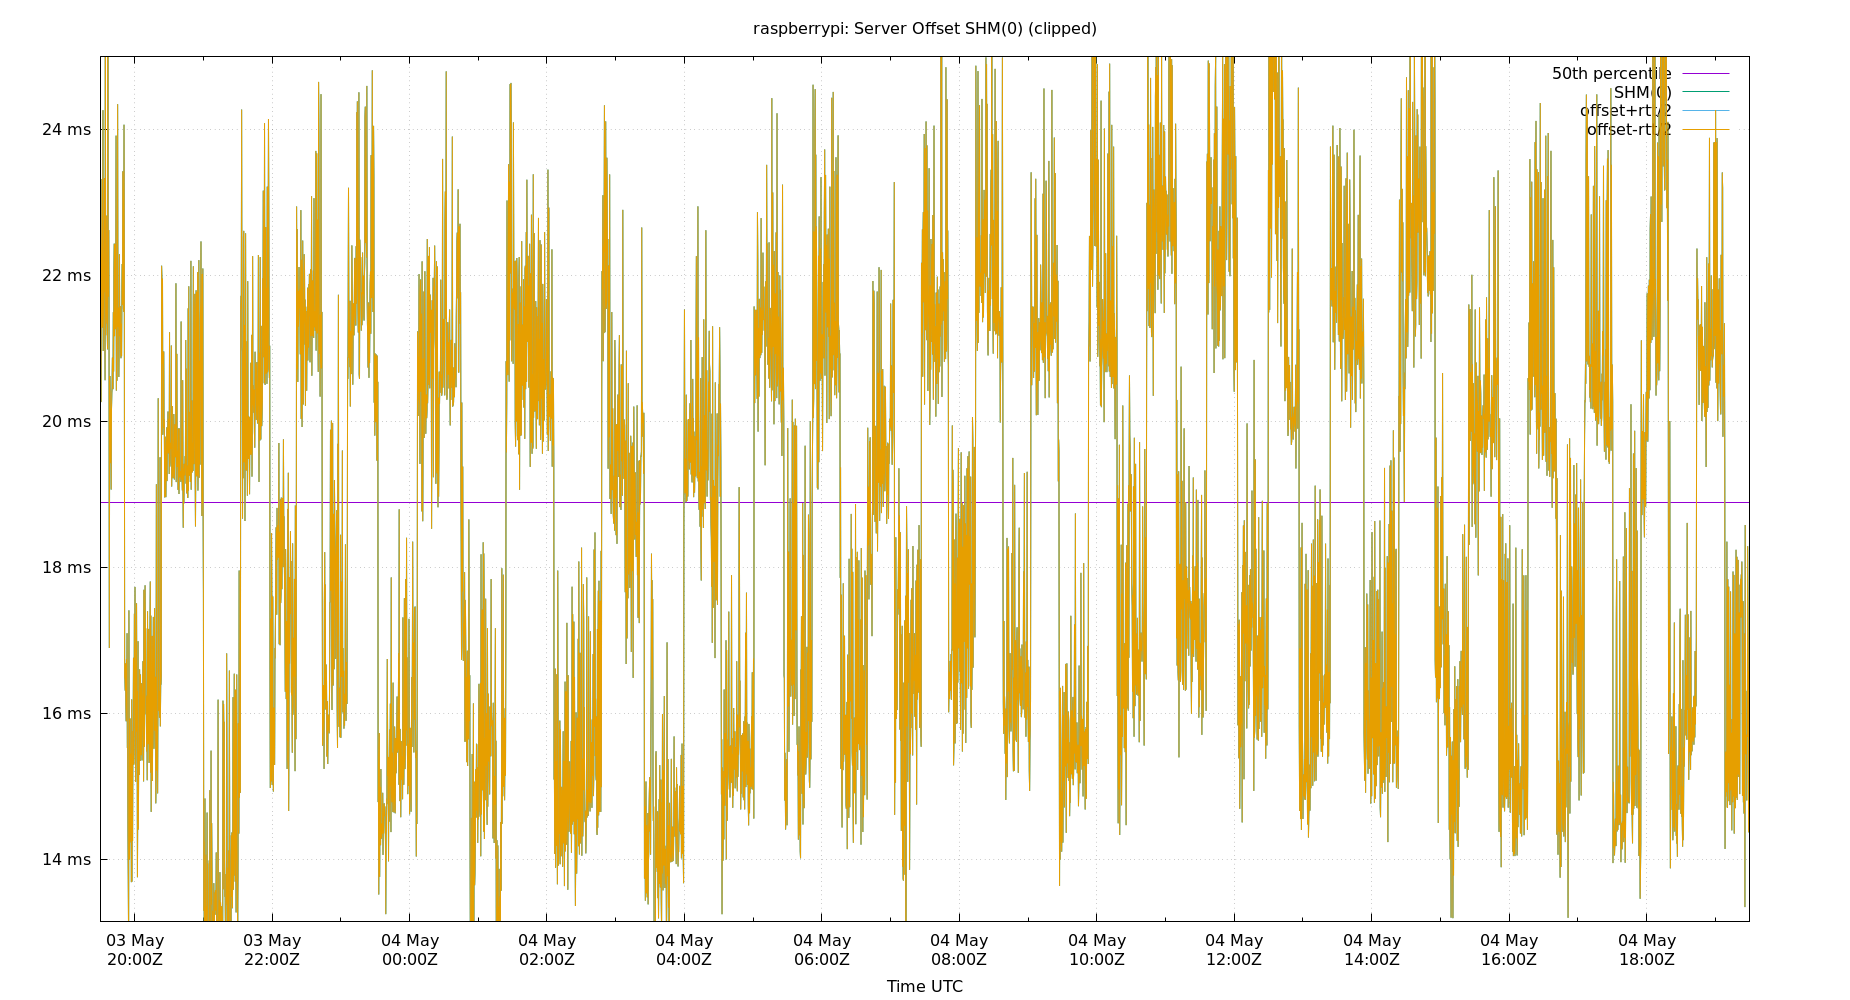 raspberrypi: Server Offset SHM(0) (clipped)
50th percentile
SHM(0)
offset+rtt/2
offset-rtt/2
24 ms
22 ms
20 ms
18 ms
16 ms
14 ms
03 May 03 May 04 May 04 May 04 May 04 May 04 May 04 May 04 May 04 May 04 May 04 May
20:00Z 22:00Z 00:00Z 02:00Z 04:00Z 06:00Z 08:00Z 10:00Z 12:00Z 14:00Z 16:00Z 18:00Z
Time UTC